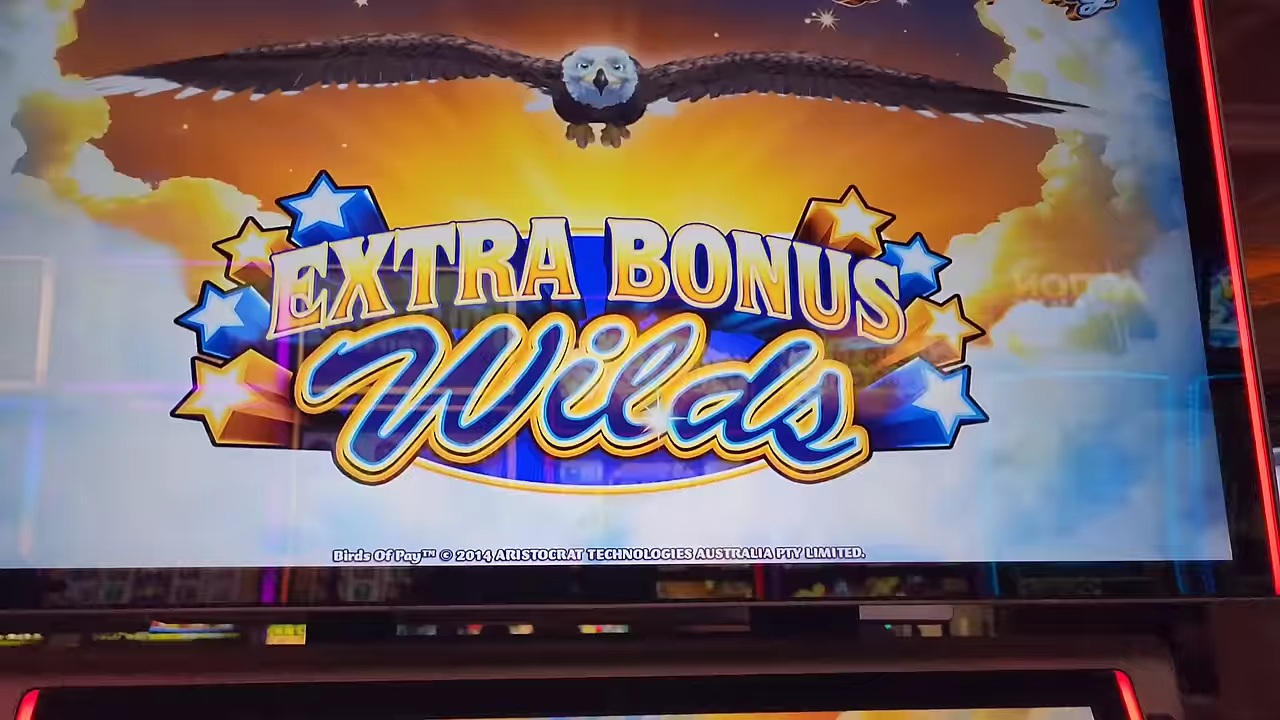 EXTRA BONUS
Wilds
Birds Of Pay™ © 2014 ARISTOCRAT TECHNOLOGIES AUSTRALIA PTY LIMITED.